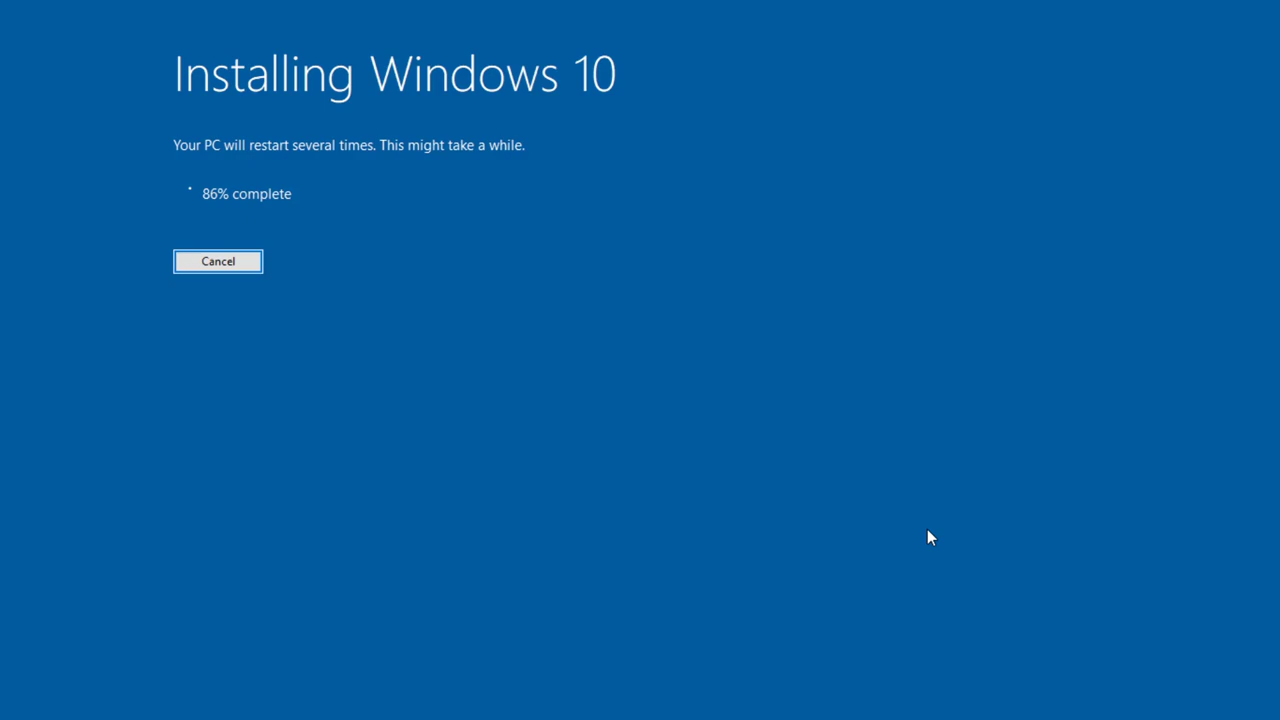 Installing Windows 10
Your PC will restart several times. This might take a while.
86% complete
Cancel